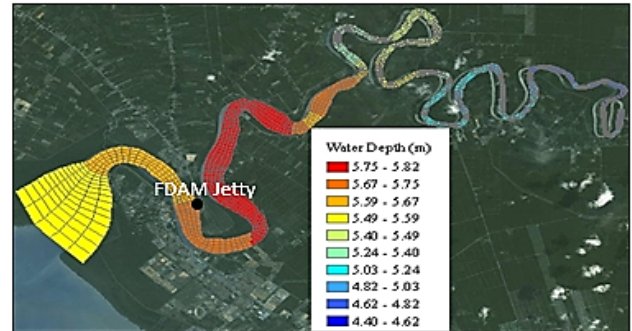 FDAM Jetty
Water Depth (m)
5.75 - 5.82
5.67 - 5.75
5.59 - 5.67
5.49 - 5.59
5.40 - 5.49
5.24 - 5.40
5.03 - 5.24
4.82 - 5.03
4.62 - 4.82
4.40 - 4.62